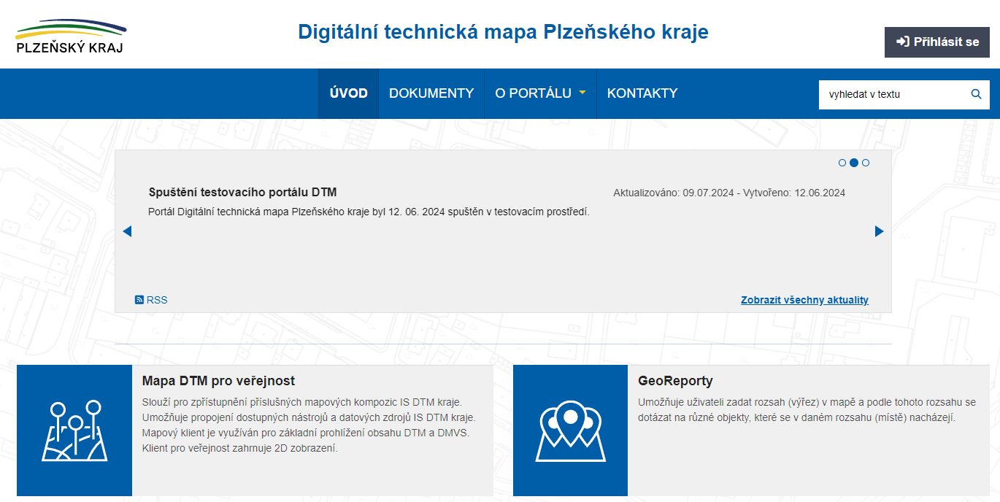 PLZEŇSKÝ KRAJ
Digitální technická mapa Plzeňského kraje
Přihlásit se
ÚVOD DOKUMENTY O PORTÁLU KONTAKTY
vyhledat v textu
Spuštění testovacího portálu DTM
Aktualizováno: 09.07.2024 - Vytvořeno: 12.06.2024
Portál Digitální technická mapa Plzeňského kraje byl 12. 06. 2024 spuštěn v testovacím prostředí.
RSS
Zobrazit všechny aktuality
Mapa DTM pro veřejnost
Slouží pro zpřístupnění příslušných mapových kompozic IS DTM kraje.
Umožňuje propojení dostupných nástrojů a datových zdrojů IS DTM kraje.
Mapový klient je využíván pro základní prohlížení obsahu DTM a DMVS.
Klient pro veřejnost zahrnuje 2D zobrazení.
GeoReporty
Umožňuje uživateli zadat rozsah (výřez) v mapě a podle tohoto rozsahu se
dotázat na různé objekty, které se v daném rozsahu (místě) nacházejí.